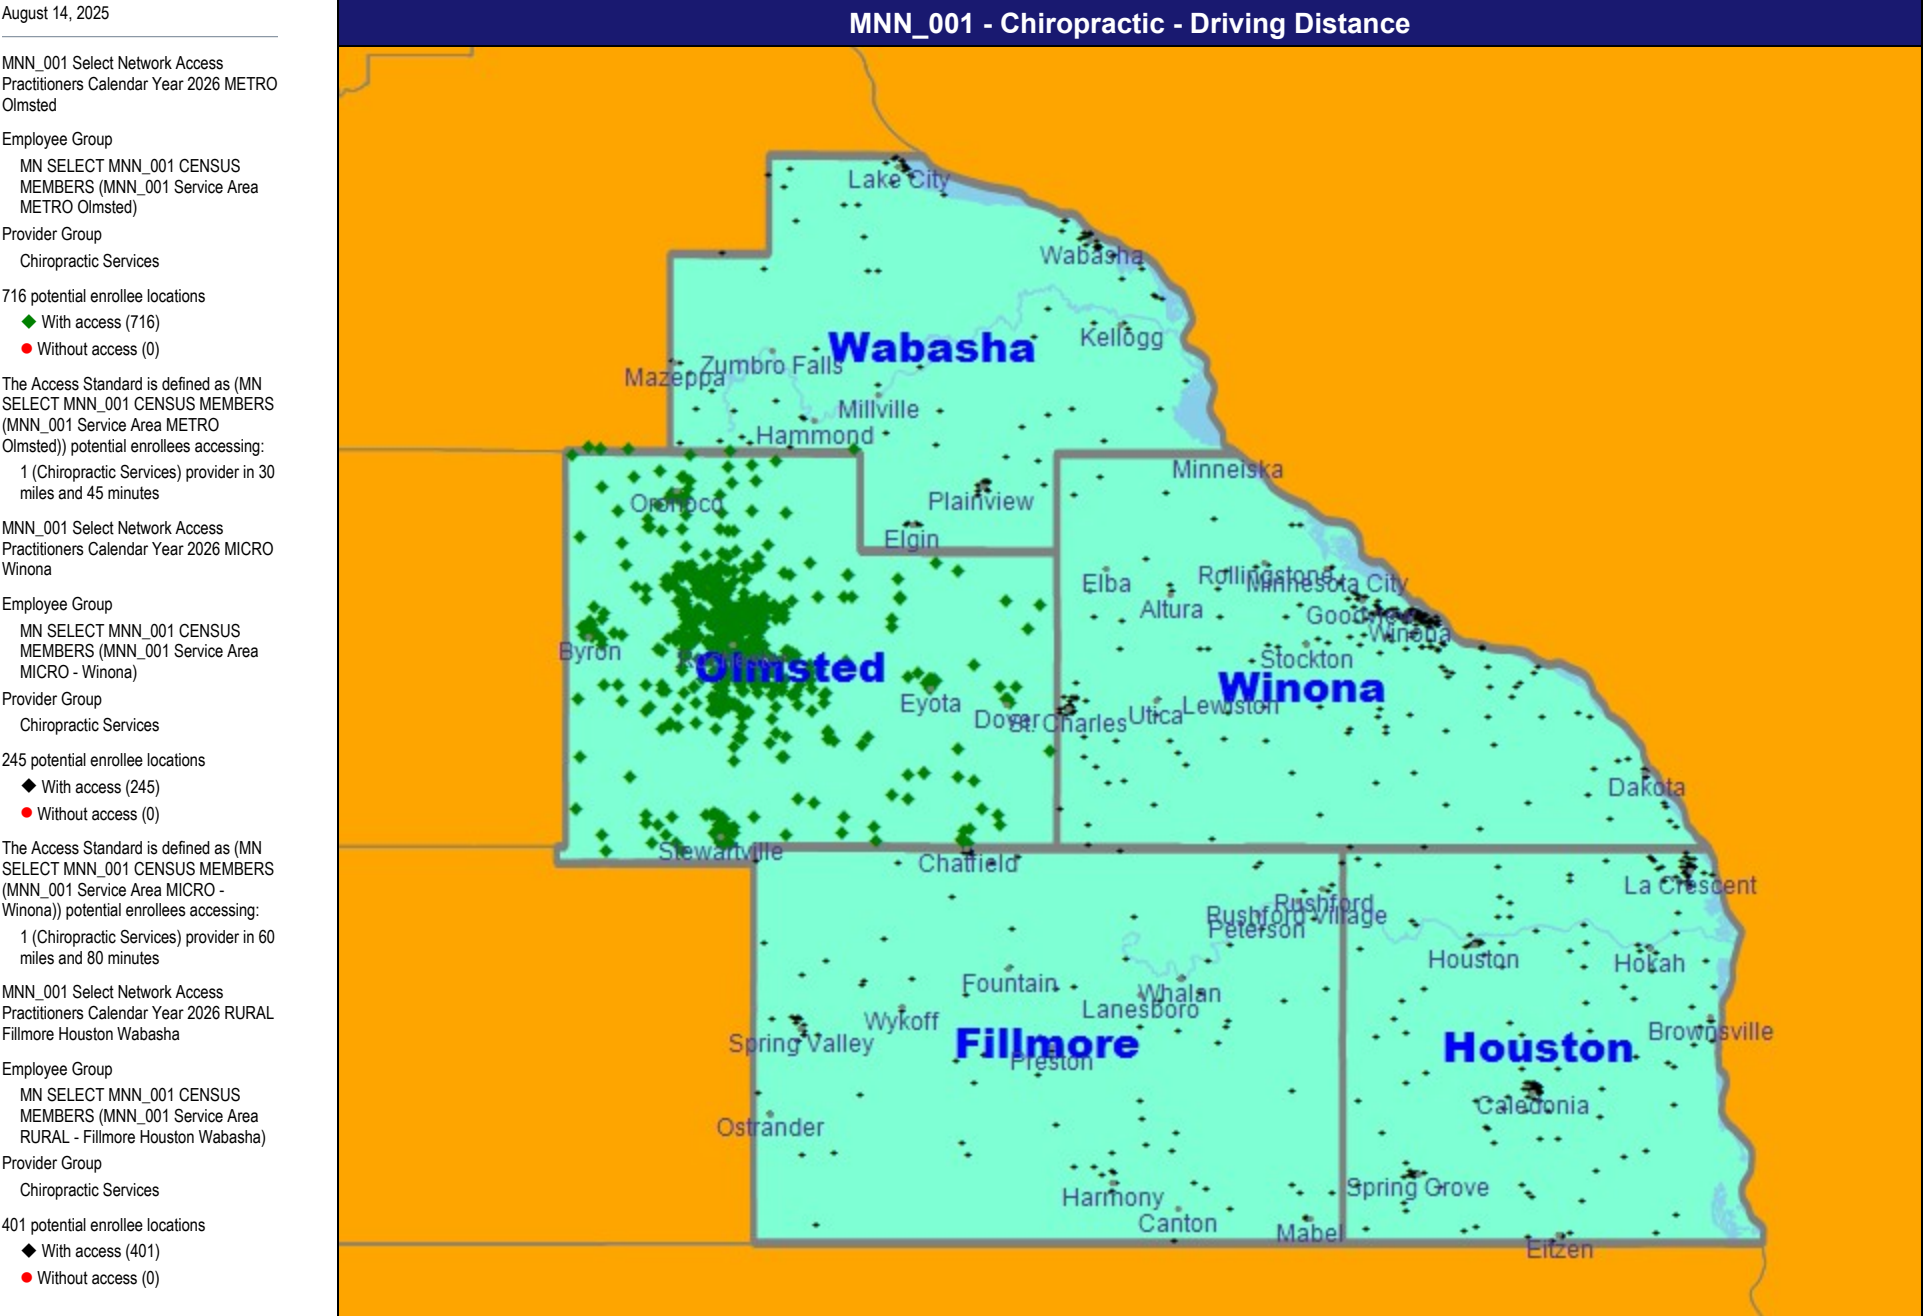 August 14, 2025
MNN_001 Select Network Access
Practitioners Calendar Year 2026 METRO
Olmsted
Employee Group
MN SELECT MNN_001 CENSUS
MEMBERS (MNN_001 Service Area
METRO Olmsted)
Provider Group
Chiropractic Services
716 potential enrollee locations
With access (716)
Without access (0)
The Access Standard is defined as (MN
SELECT MNN_001 CENSUS MEMBERS
(MNN_001 Service Area METRO
Olmsted)) potential enrollees accessing:
1 (Chiropractic Services) provider in 30
miles and 45 minutes
MNN_001 Select Network Access
Practitioners Calendar Year 2026 MICRO
Winona
Employee Group
MN SELECT MNN_001 CENSUS
MEMBERS (MNN_001 Service Area
MICRO - Winona)
Provider Group
Chiropractic Services
245 potential enrollee locations
With access (245)
Without access (0)
The Access Standard is defined as (MN
SELECT MNN_001 CENSUS MEMBERS
(MNN_001 Service Area MICRO -
Winona)) potential enrollees accessing:
1 (Chiropractic Services) provider in 60
miles and 80 minutes
MNN_001 Select Network Access
Practitioners Calendar Year 2026 RURAL
Fillmore Houston Wabasha
Employee Group
MN SELECT MNN_001 CENSUS
MEMBERS (MNN_001 Service Area
RURAL - Fillmore Houston Wabasha)
Provider Group
Chiropractic Services
401 potential enrollee locations
With access (401)
Without access (0)
MNN_001 - Chiropractic - Driving Distance
Lake City
Wabasha
Kellogg
Wabasha
Zumbro Falls
Mazeppa
Millville
Hammond
Minneiska
Oronoco
Plainview
Elgin
Elba
Rollingstone
Minnesota City
Altura
Goodview
Winona
Byron
Stockton
Olmsted
Winona
Eyota
Dover
St. Charles
Utica
Lewiston
Dakota
Stewartville
Chatfield
La Crescent
Rushford
Rushford Village
Peterson
Houston
Hokah
Fountain
Whalan
Lanesboro
Wykoff
Spring Valley
Fillmore
Preston
Brownsville
Houston
Caledonia
Ostrander
Harmony
Spring Grove
Canton
Mabel
Eitzen